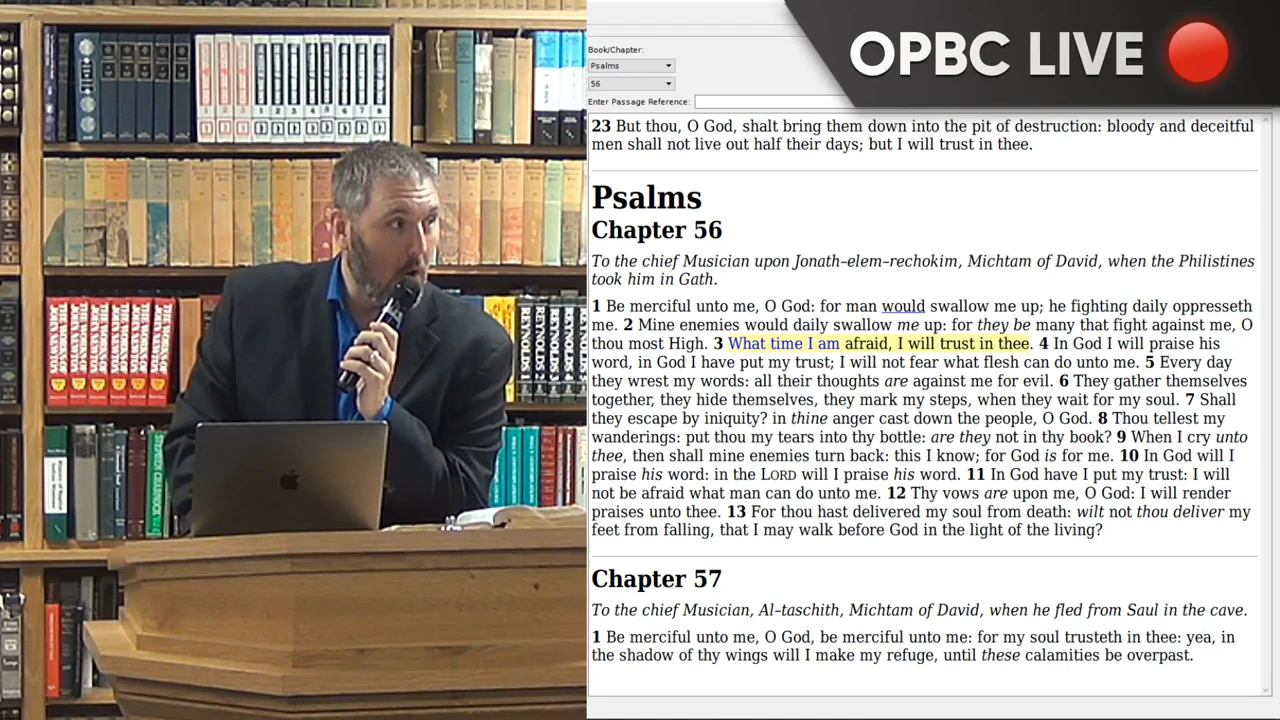 OPBC LIVE
Book/Chapter:
Psalms
56
Enter Passage Reference:
23 But thou, O God, shalt bring them down into the pit of destruction: bloody and deceitful
men shall not live out half their days; but I will trust in thee.
Psalms
Chapter 56
To the chief Musician upon Jonath–elem–rechokim, Michtam of David, when the Philistines
took him in Gath.
1 Be merciful unto me, O God: for man would swallow me up; he fighting daily oppresseth
me. 2 Mine enemies would daily swallow me up: for they be many that fight against me, O
thou most High. 3 What time I am afraid, I will trust in thee. 4 In God I will praise his
word, in God I have put my trust; I will not fear what flesh can do unto me. 5 Every day
they wrest my words: all their thoughts are against me for evil. 6 They gather themselves
together, they hide themselves, they mark my steps, when they wait for my soul. 7 Shall
they escape by iniquity? in thine anger cast down the people, O God. 8 Thou tellest my
wanderings: put thou my tears into thy bottle: are they not in thy book? 9 When I cry unto
thee, then shall mine enemies turn back: this I know; for God is for me. 10 In God will I
praise his word: in the LORD will I praise his word. 11 In God have I put my trust: I will
not be afraid what man can do unto me. 12 Thy vows are upon me, O God: I will render
praises unto thee. 13 For thou hast delivered my soul from death: wilt not thou deliver my
feet from falling, that I may walk before God in the light of the living?
Chapter 57
To the chief Musician, Al–taschith, Michtam of David, when he fled from Saul in the cave.
1 Be merciful unto me, O God, be merciful unto me: for my soul trusteth in thee: yea, in
the shadow of thy wings will I make my refuge, until these calamities be overpast.
REYNOLDS 1
REYNOLDS 2
REYNOLDS
REYNOLDS